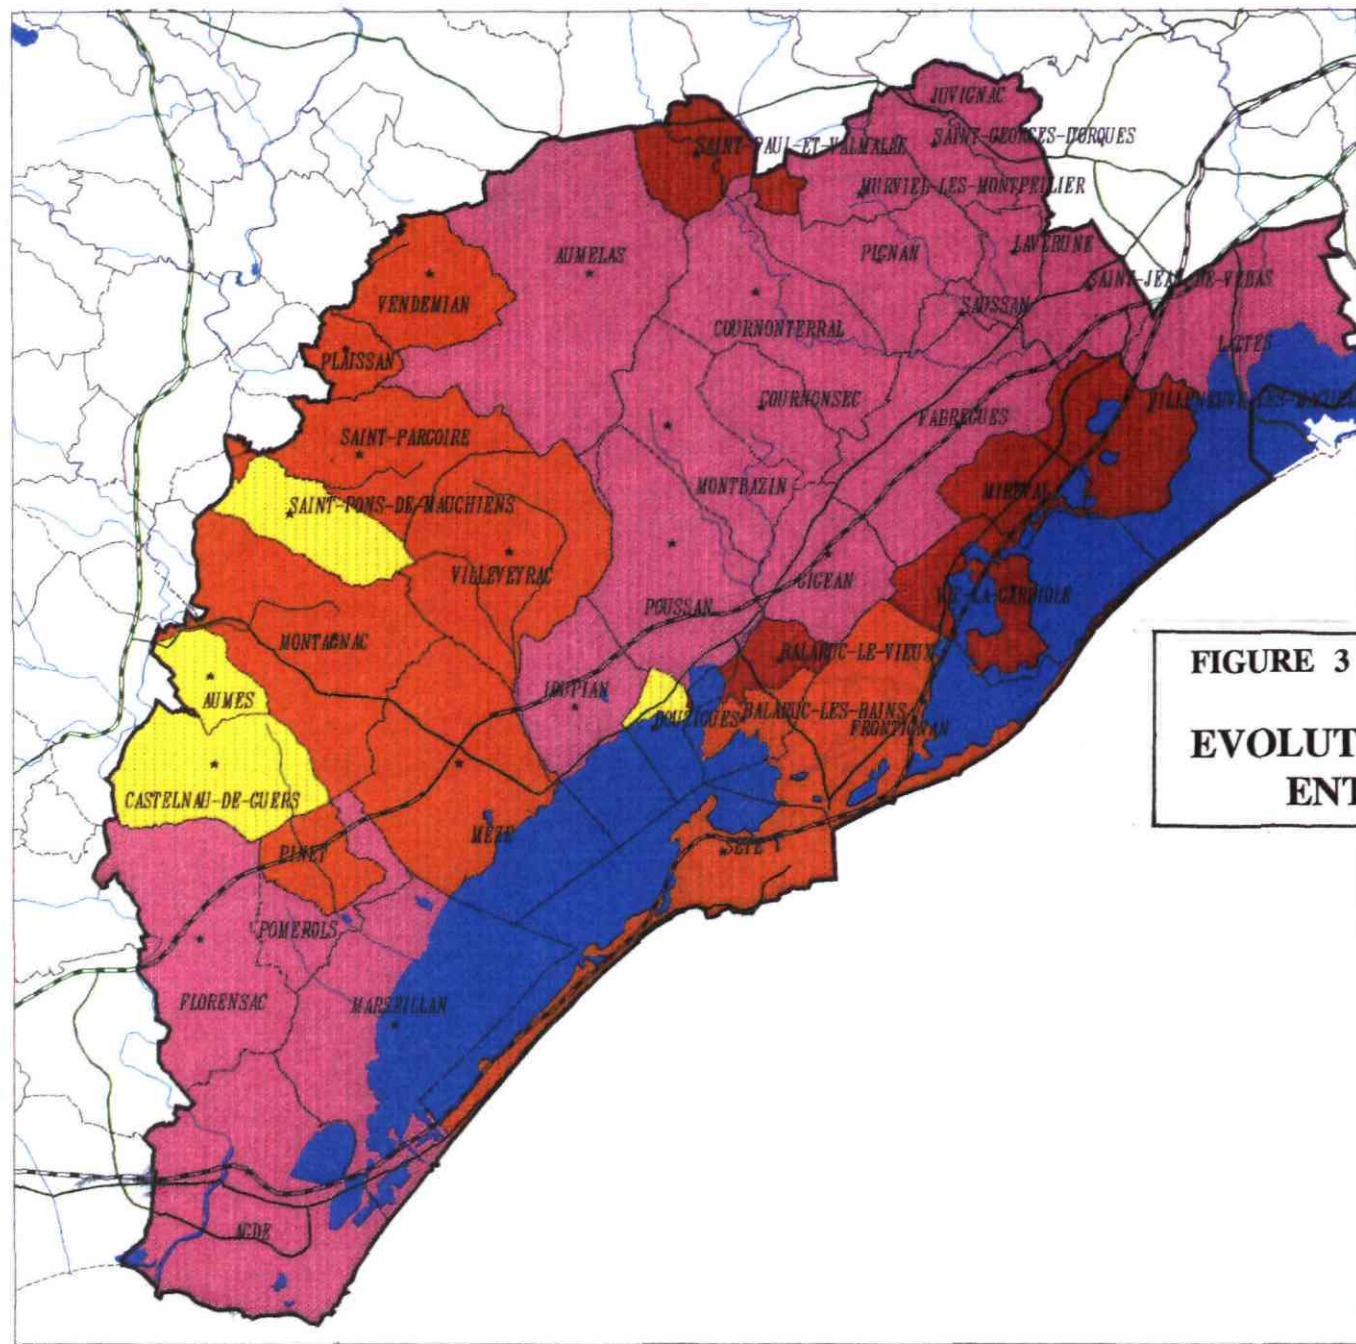 JUVIGNAC
SAINT-GEORGES-D'ORQUES
SAINT-PAUL-ET-VALMALLE
MURVIEL-LES-MONTPELLIER
PIGNAN
LAVERUNE
AUMELAS
SAINT-JEAN-DE-VEDAS
VENDEMIAN
SAUSSAN
COURNONTERRAL
LATTES
PLAISSAN
COURNONSEC
FABREGUES
SAINT-PARGOIRE
MONTBAZIN
MIREVAL
SAINT-PONS-DE-MAUCHIENS
VILLEVEYRAC
GIGEAN
VIC-LA-GARDIOLE
POUSSAN
MONTAGNAC
BALARUC-LE-VIEUX
LOUPIAN
AUMES
BOUZIGUES
BALARUC-LES-BAINS
FRONTIGNAN
CASTELNAU-DE-GUERS
MEZE
PINET
SETE
POMEROLS
FLORENSAC
MARSEILLAN
AGDE
FIGURE 3
EVOLUT
ENT